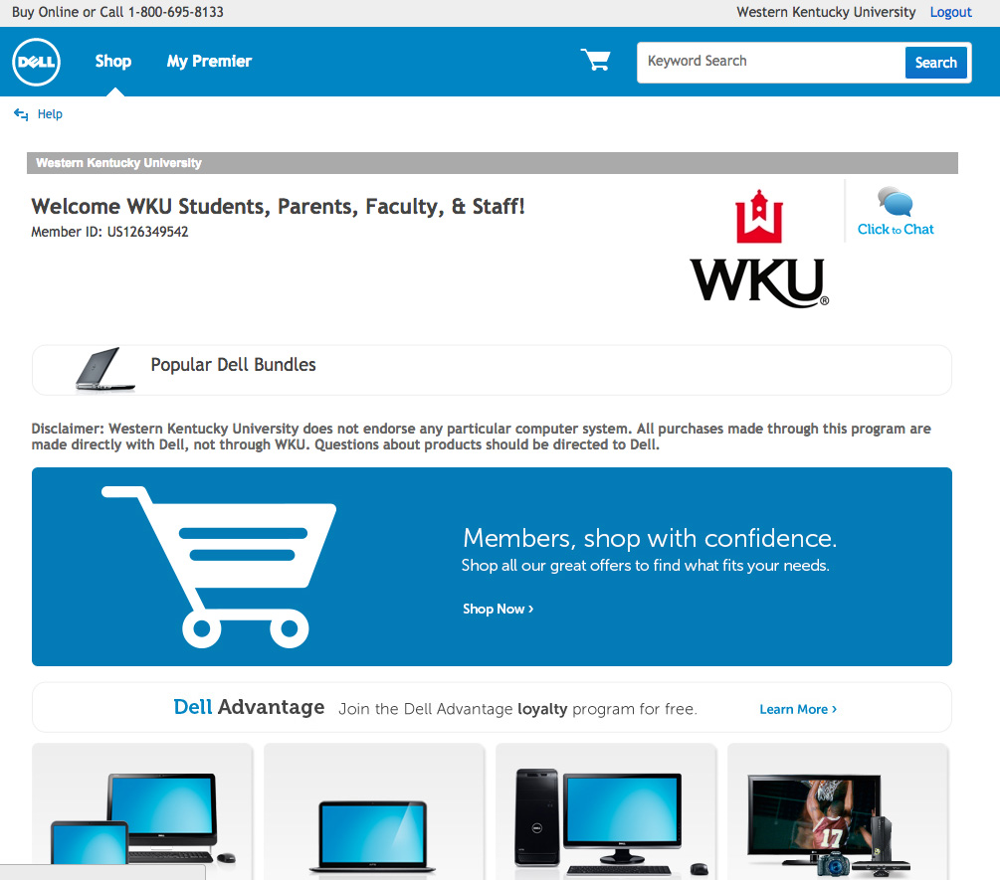 Buy Online or Call 1-800-695-8133
Western Kentucky University Logout
DELL
Shop My Premier
Keyword Search
Search
Help
Western Kentucky University
Welcome WKU Students, Parents, Faculty, & Staff!
Member ID: US126349542
WKU®
Click to Chat
Popular Dell Bundles
Disclaimer: Western Kentucky University does not endorse any particular computer system. All purchases made through this program are
made directly with Dell, not through WKU. Questions about products should be directed to Dell.
Members, shop with confidence.
Shop all our great offers to find what fits your needs.
Shop Now ›
Dell Advantage Join the Dell Advantage loyalty program for free. Learn More ›
17